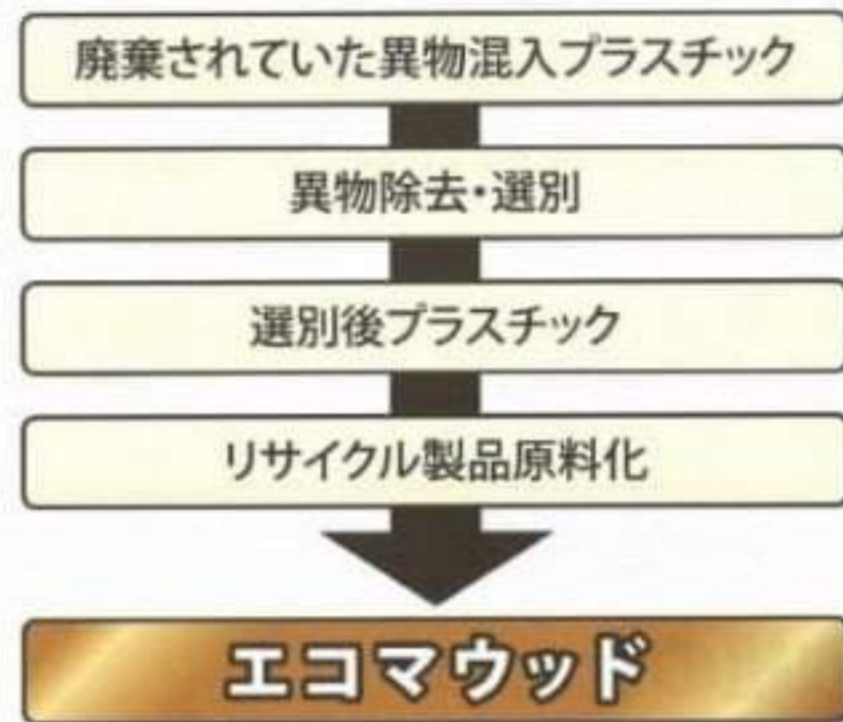 廃棄されていた異物混入プラスチック
異物除去・選別
選別後プラスチック
リサイクル製品原料化
エコマウッド